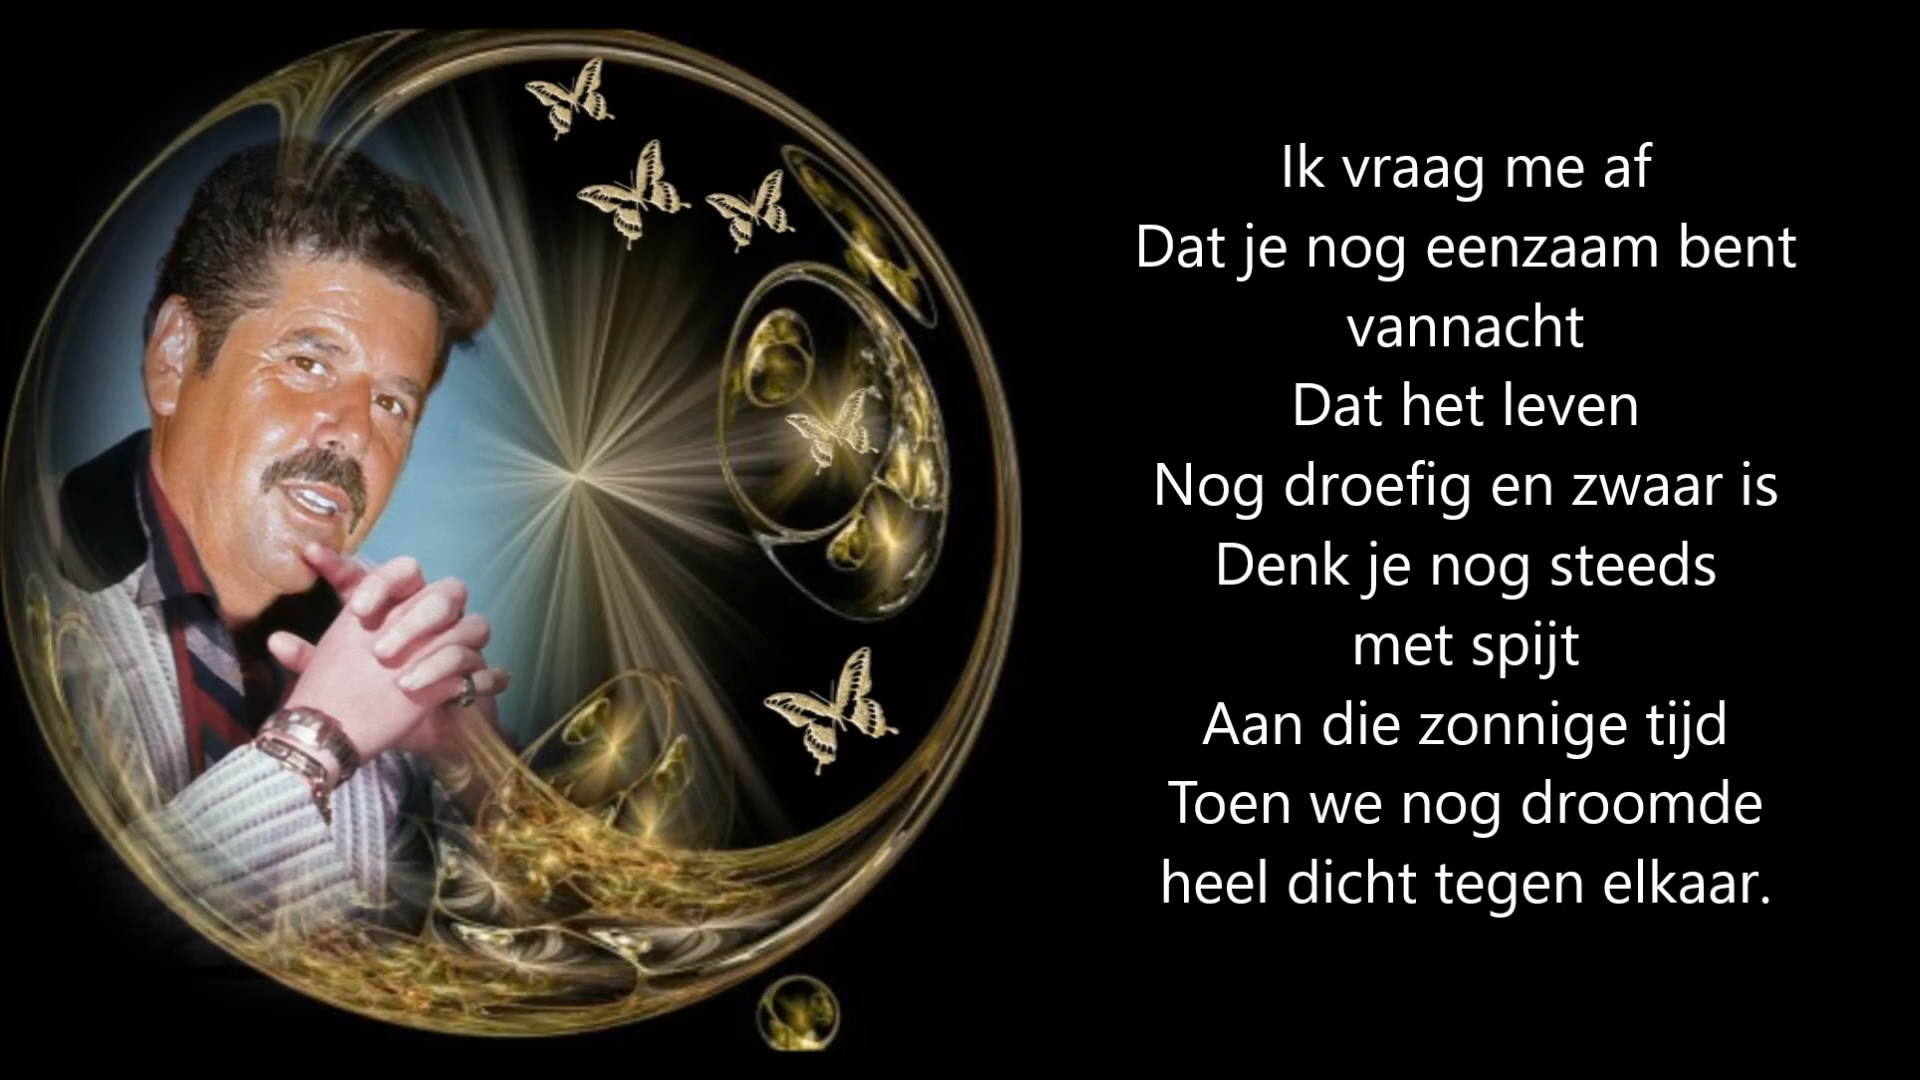 Ik vraag me af
Dat je nog eenzaam bent
vannacht
Dat het leven
Nog droefig en zwaar is
Denk je nog steeds
met spijt
Aan die zonnige tijd
Toen we nog droomde
heel dicht tegen elkaar.